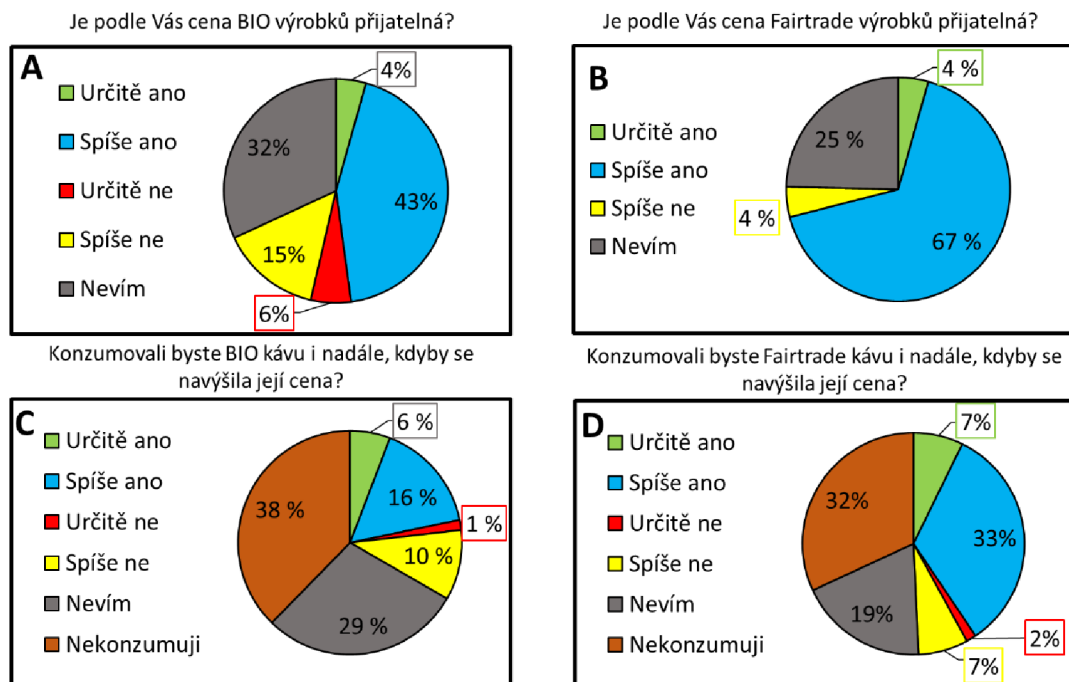 Je podle Vás cena BIO výrobků přijatelná?
A
Určitě ano
Spíše ano
Určitě ne
Spíše ne
Nevím
4%
43%
6%
15%
32%
Je podle Vás cena Fairtrade výrobků přijatelná?
B
Určitě ano
Spíše ano
Spíše ne
Nevím
4 %
67 %
4 %
25 %
Konzumovali byste BIO kávu i nadále, kdyby se
navýšila její cena?
C
Určitě ano
Spíše ano
Určitě ne
Spíše ne
Nevím
Nekonzumuji
6 %
16 %
1 %
10 %
29 %
38 %
Konzumovali byste Fairtrade kávu i nadále, kdyby se
navýšila její cena?
D
Určitě ano
Spíše ano
Určitě ne
Spíše ne
Nevím
Nekonzumuji
7%
33%
2%
7%
19%
32%